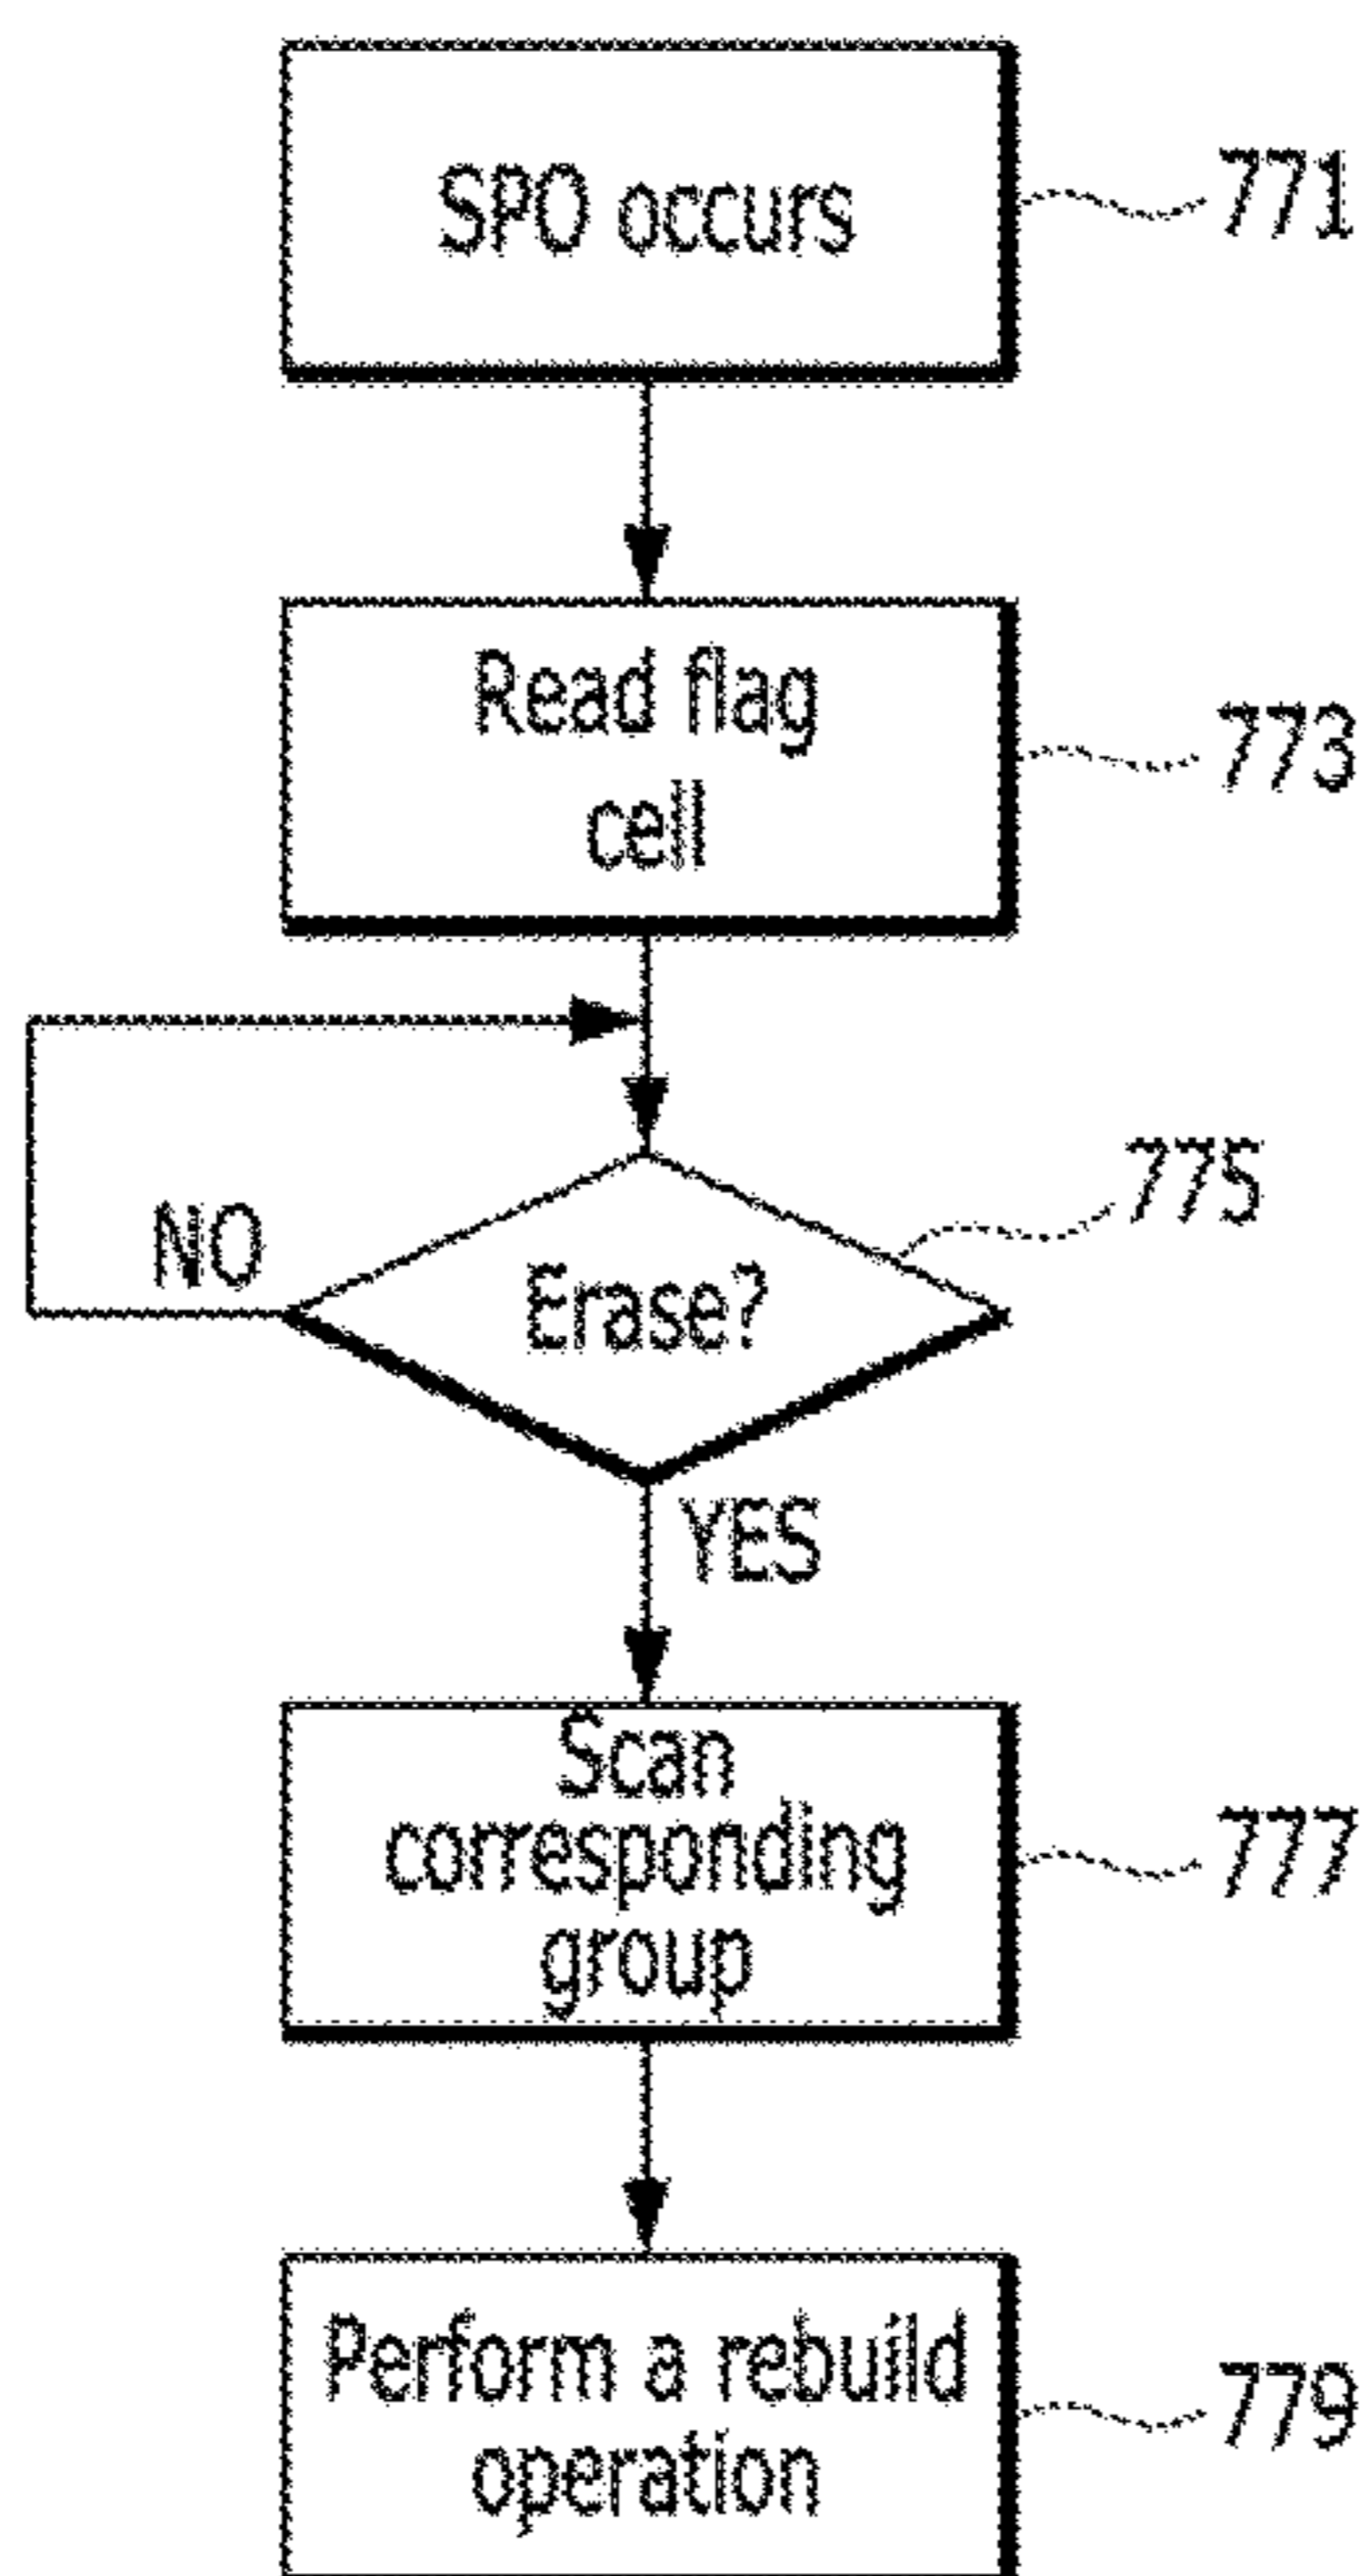 SPO occurs
771
Read flag
cell
773
775
NO
Erase?
YES
Scan
corresponding
group
777
Perform a rebuild
operation
779